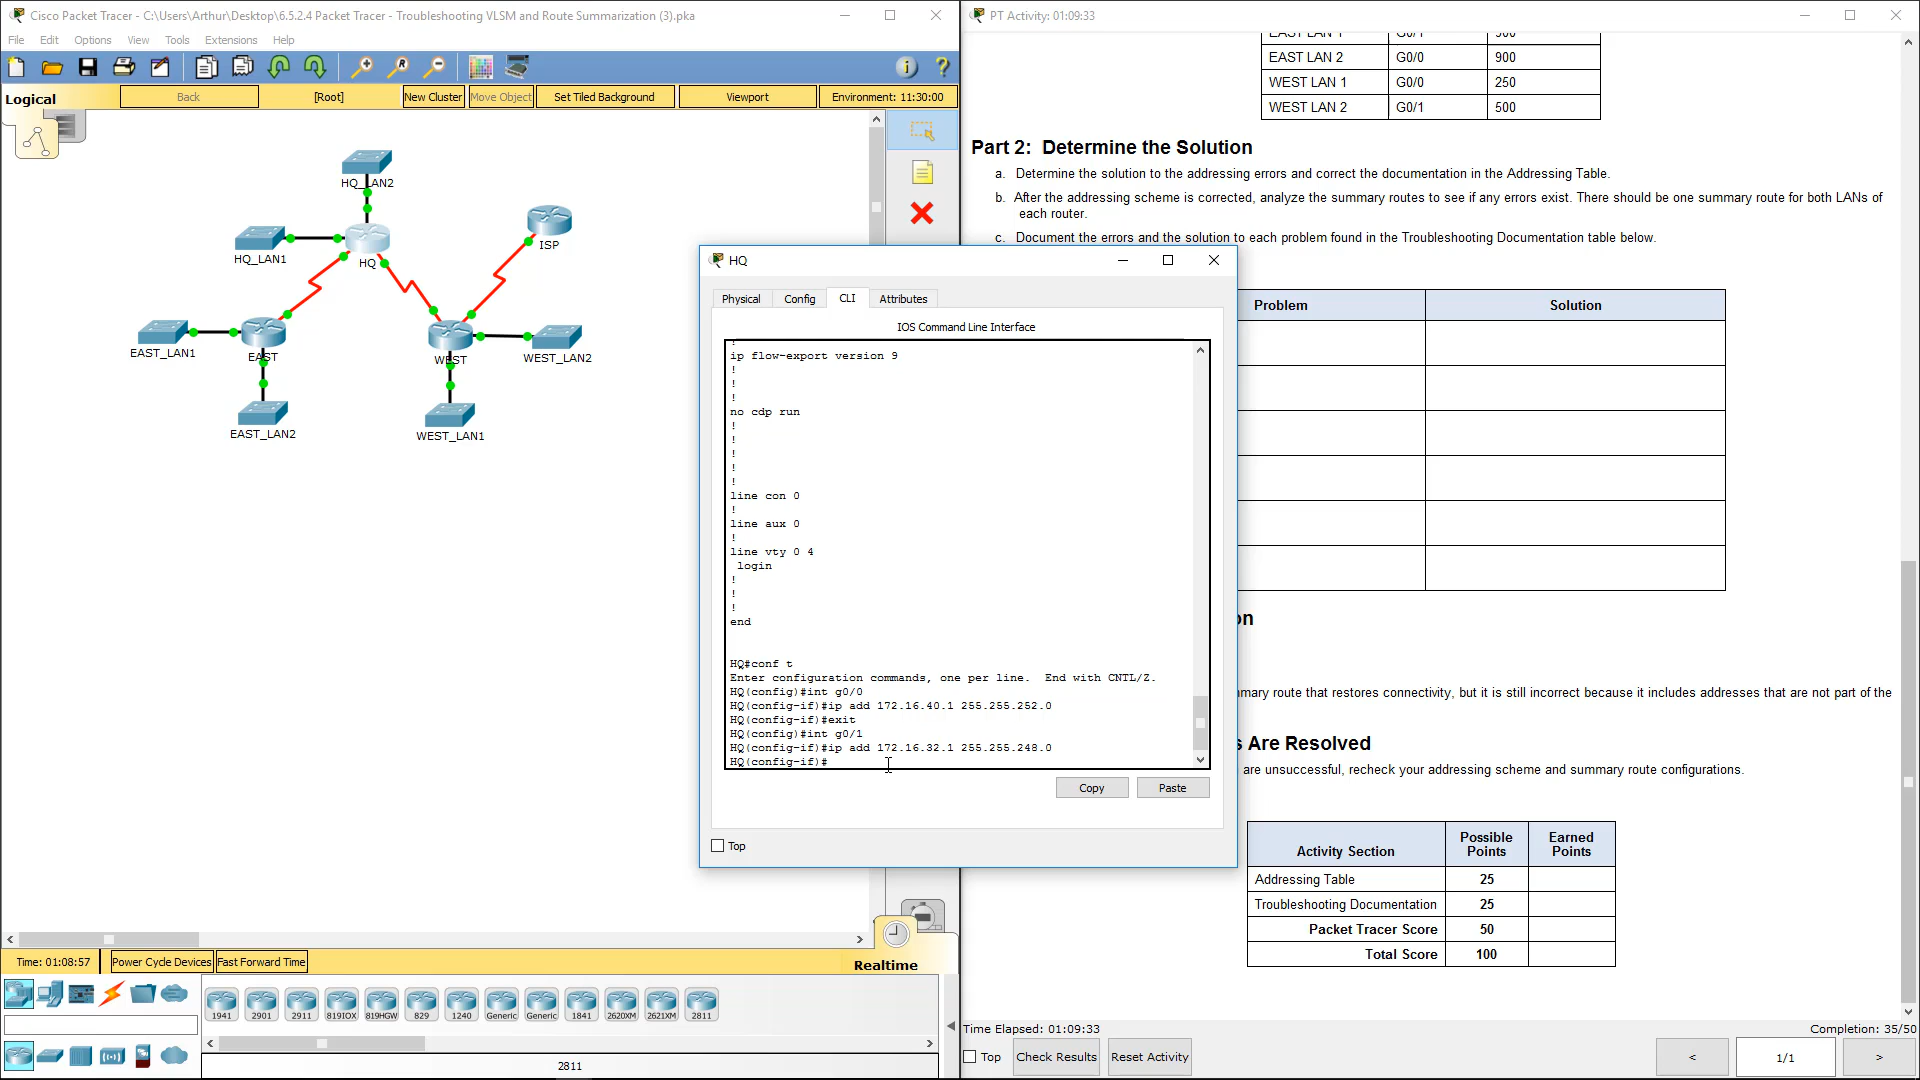 Cisco Packet Tracer - C:\Users\Arthur\Desktop\6.5.2.4 Packet Tracer - Troubleshooting VLSM and Route Summarization (3).pka
File Edit Options View Tools Extensions Help
Logical
Back
[Root]
New Cluster
Move Object
Set Tiled Background
Viewport
Environment: 11:30:00
HQ_LAN2
ISP
HQ_LAN1
HQ
EAST_LAN1
EAST
WEST
WEST_LAN2
EAST_LAN2
WEST_LAN1
HQ
Physical Config CLI Attributes
IOS Command Line Interface
!
ip flow-export version 9
!
!
!
no cdp run
!
!
!
!
!
line con 0
!
line aux 0
!
line vty 0 4
login
!
!
!
end
HQ#conf t
Enter configuration commands, one per line. End with CNTL/Z.
HQ(config)#int g0/0
HQ(config-if)#ip add 172.16.40.1 255.255.252.0
HQ(config-if)#exit
HQ(config)#int g0/1
HQ(config-if)#ip add 172.16.32.1 255.255.248.0
HQ(config-if)#
Copy
Paste
Top
Time: 01:08:57
Power Cycle Devices
Fast Forward Time
Realtime
1941 2901 2911 819IOX 819HGW 829 1240 Generic Generic 1841 2620XM 2621XM 2811
2811
PT Activity: 01:09:33
EAST LAN 1 G0/1 500
EAST LAN 2 G0/0 900
WEST LAN 1 G0/0 250
WEST LAN 2 G0/1 500
Part 2: Determine the Solution
a. Determine the solution to the addressing errors and correct the documentation in the Addressing Table.
b. After the addressing scheme is corrected, analyze the summary routes to see if any errors exist. There should be one summary route for both LANs of
each router.
c. Document the errors and the solution to each problem found in the Troubleshooting Documentation table below.
Problem Solution
on
mmary route that restores connectivity, but it is still incorrect because it includes addresses that are not part of the
s Are Resolved
are unsuccessful, recheck your addressing scheme and summary route configurations.
Activity Section Possible Points Earned Points
Addressing Table 25
Troubleshooting Documentation 25
Packet Tracer Score 50
Total Score 100
Time Elapsed: 01:09:33
Completion: 35/50
Top
Check Results
Reset Activity
<
1/1
>